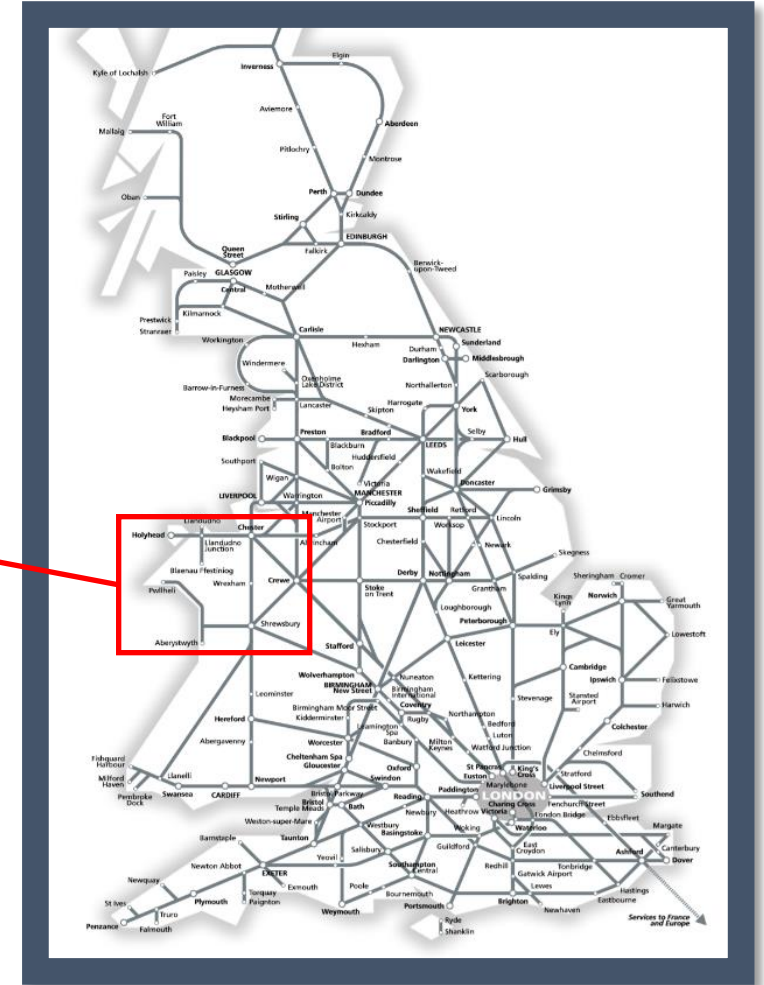 Elgin
Inverness
Kyle of Lochalsh
Aviemore
Fort
William
Aberdeen
Mallaig
Pitlochry
Montrose
Perth
Dundee
Oban
Kirkcaldy
Stirling
EDINBURGH
Queen
Street
Falkirk
Berwick-
upon-Tweed
Paisley
GLASGOW
Central
Motherwell
Kilmarnock
Prestwick
Stranraer
Carlisle
NEWCASTLE
Workington
Hexham
Sunderland
Durham
Darlington
Middlesbrough
Windermere
Scarborough
Oxenholme
Lake District
Barrow-in-Furness
Northallerton
Morecambe
Heysham Port
Lancaster
Harrogate
York
Skipton
Preston
Bradford
Selby
Blackpool
Blackburn
LEEDS
Hull
Huddersfield
Southport
Bolton
Wakefield
Wigan
Victoria
MANCHESTER
Piccadilly
Doncaster
Grimsby
LIVERPOOL
Warrington
Manchester
Airport
Sheffield
Retford
Lincoln
Llandudno
Chester
Stockport
Worksop
Holyhead
Llandudno
Junction
Altrincham
Chesterfield
Newark
Skegness
Blaenau Ffestiniog
Derby
Nottingham
Wrexham
Crewe
Stoke
on Trent
Grantham
Spalding
Sheringham
Cromer
Pwllheli
Kings
Lynn
Norwich
Great
Yarmouth
Loughborough
Shrewsbury
Peterborough
Ely
Lowestoft
Aberystwyth
Stafford
Leicester
Wolverhampton
Cambridge
Nuneaton
BIRMINGHAM
New Street
Birmingham
International
Kettering
Ipswich
Felixstowe
Leominster
Coventry
Stevenage
Stansted
Airport
Birmingham Moor Street
Kidderminster
Rugby
Northampton
Harwich
Hereford
Leamington
Spa
Bedford
Colchester
Worcester
Banbury
Milton
Keynes
Luton
Abergavenny
Watford Junction
Chelmsford
Cheltenham Spa
Gloucester
Oxford
St Pancras
Euston
King's
Cross
Stratford
Fishguard
Harbour
Llanelli
Newport
Swindon
Marylebone
Liverpool Street
Milford
Haven
Paddington
LONDON
Southend
Pembroke
Dock
Swansea
CARDIFF
Bristol Parkway
Reading
Charing Cross
Fenchurch Street
Bristol
Temple Meads
Bath
Newbury
Heathrow
Victoria
London Bridge
Ebbsfleet
Weston-super-Mare
Westbury
Basingstoke
Woking
Waterloo
Margate
Barnstaple
Taunton
Salisbury
Guildford
East
Croydon
Canterbury
Yeovil
Ashford
Dover
Newton Abbot
EXETER
Southampton
Central
Redhill
Tonbridge
Gatwick Airport
Newquay
Exmouth
Poole
Lewes
Hastings
Torquay
Paignton
Bournemouth
Eastbourne
St Ives
Plymouth
Weymouth
Portsmouth
Brighton
Newhaven
Truro
Penzance
Falmouth
Ryde
Shanklin
Services to France
and Europe